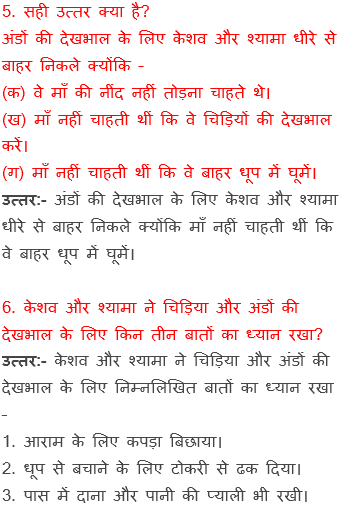 5. सही उत्तर क्या है?
अंडों की देखभाल के लिए केशव और श्यामा धीरे से
बाहर निकले क्योंकि -
(क) वे माँ की नींद नहीं तोड़ना चाहते थे।
(ख) माँ नहीं चाहती थीं कि वे चिड़ियों की देखभाल
करें।
(ग) माँ नहीं चाहती थीं कि वे बाहर धूप में घूमें।
उत्तर:- अंडों की देखभाल के लिए केशव और श्यामा
धीरे से बाहर निकले क्योंकि माँ नहीं चाहती थीं कि
वे बाहर धूप में घूमें।
6. केशव और श्यामा ने चिड़िया और अंडों की
देखभाल के लिए किन तीन बातों का ध्यान रखा?
उत्तर:- केशव और श्यामा ने चिड़िया और अंडों की
देखभाल के लिए निम्नलिखित बातों का ध्यान रखा
-
1. आराम के लिए कपड़ा बिछाया।
2. धूप से बचाने के लिए टोकरी से ढक दिया।
3. पास में दाना और पानी की प्याली भी रखी।